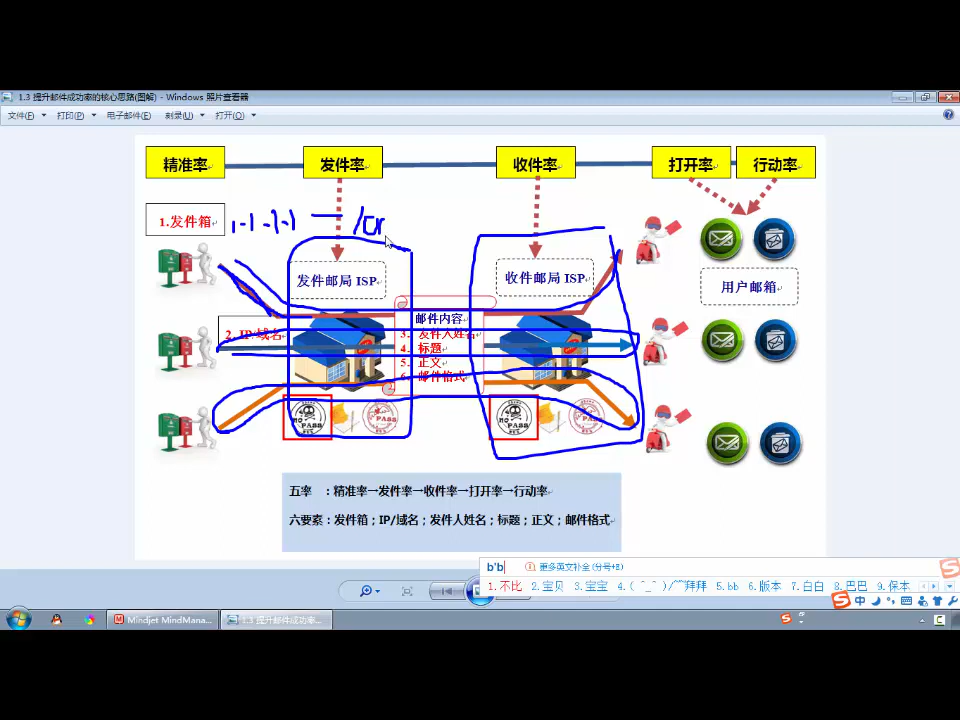 1.3 提升邮件成功率的核心思路(图解) - Windows 照片查看器
文件(F) 打印(P) 电子邮件(E) 刻录(U) 打开(O)
精准率 发件率 收件率 打开率 行动率
1.发件箱
发件邮局 ISP
收件邮局 ISP
用户邮箱
邮件内容
2. IP/域名
3. 发件人姓名
4. 标题
5. 正文
6. 邮件格式
NO PASS
PASS
NO PASS
PASS
五率 :精准率→发件率→收件率→打开率→行动率
六要素:发件箱;IP/域名;发件人姓名;标题;正文;邮件格式
b'b
更多英文补全(分号+E)
1.不比 2.宝贝 3.宝宝 5.bb 6.版本 7.白白 8.巴巴 9.保本
中
Mindjet MindMana...
1.3 提升邮件成功率...